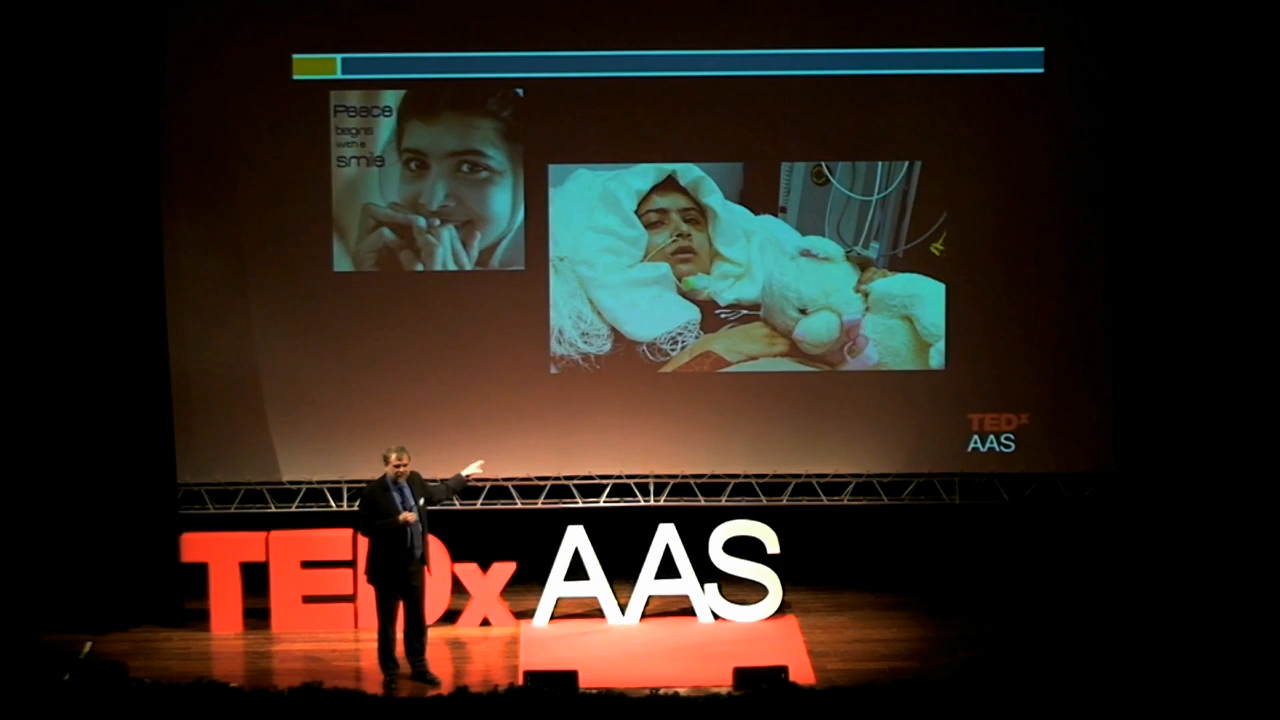 Peace
begins
with a
smile
TEDx
AAS
TEDx AAS